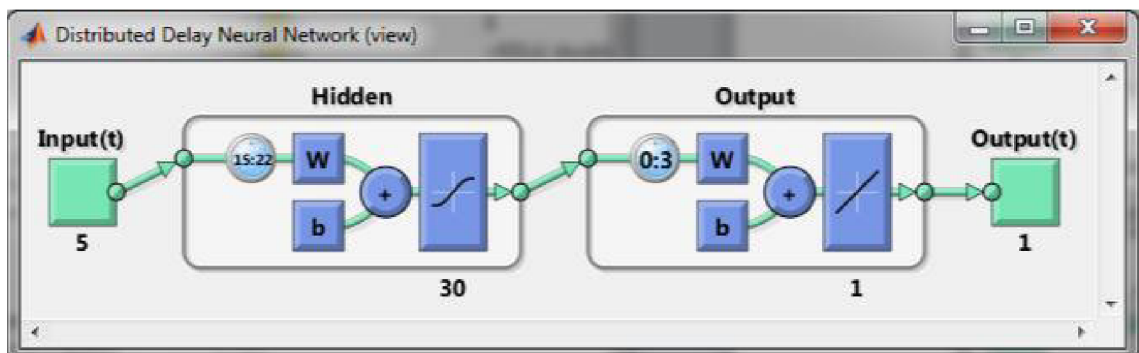 Distributed Delay Neural Network (view)
Hidden
Output
Input(t)
Output(t)
15:22
W
b
+
0:3
W
b
+
5
30
1
1